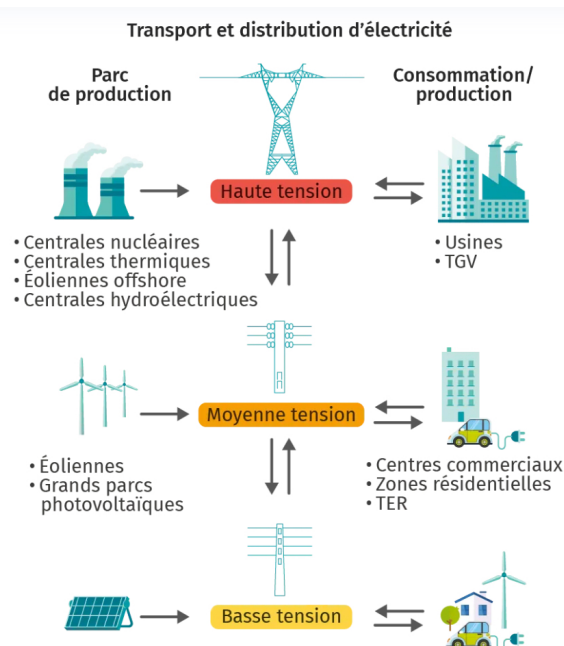 Transport et distribution d’électricité
Parc
de production
Consommation/
production
Haute tension
• Centrales nucléaires
• Centrales thermiques
• Éoliennes offshore
• Centrales hydroélectriques
• Usines
• TGV
Moyenne tension
• Éoliennes
• Grands parcs
photovoltaïques
• Centres commerciaux
• Zones résidentielles
• TER
Basse tension